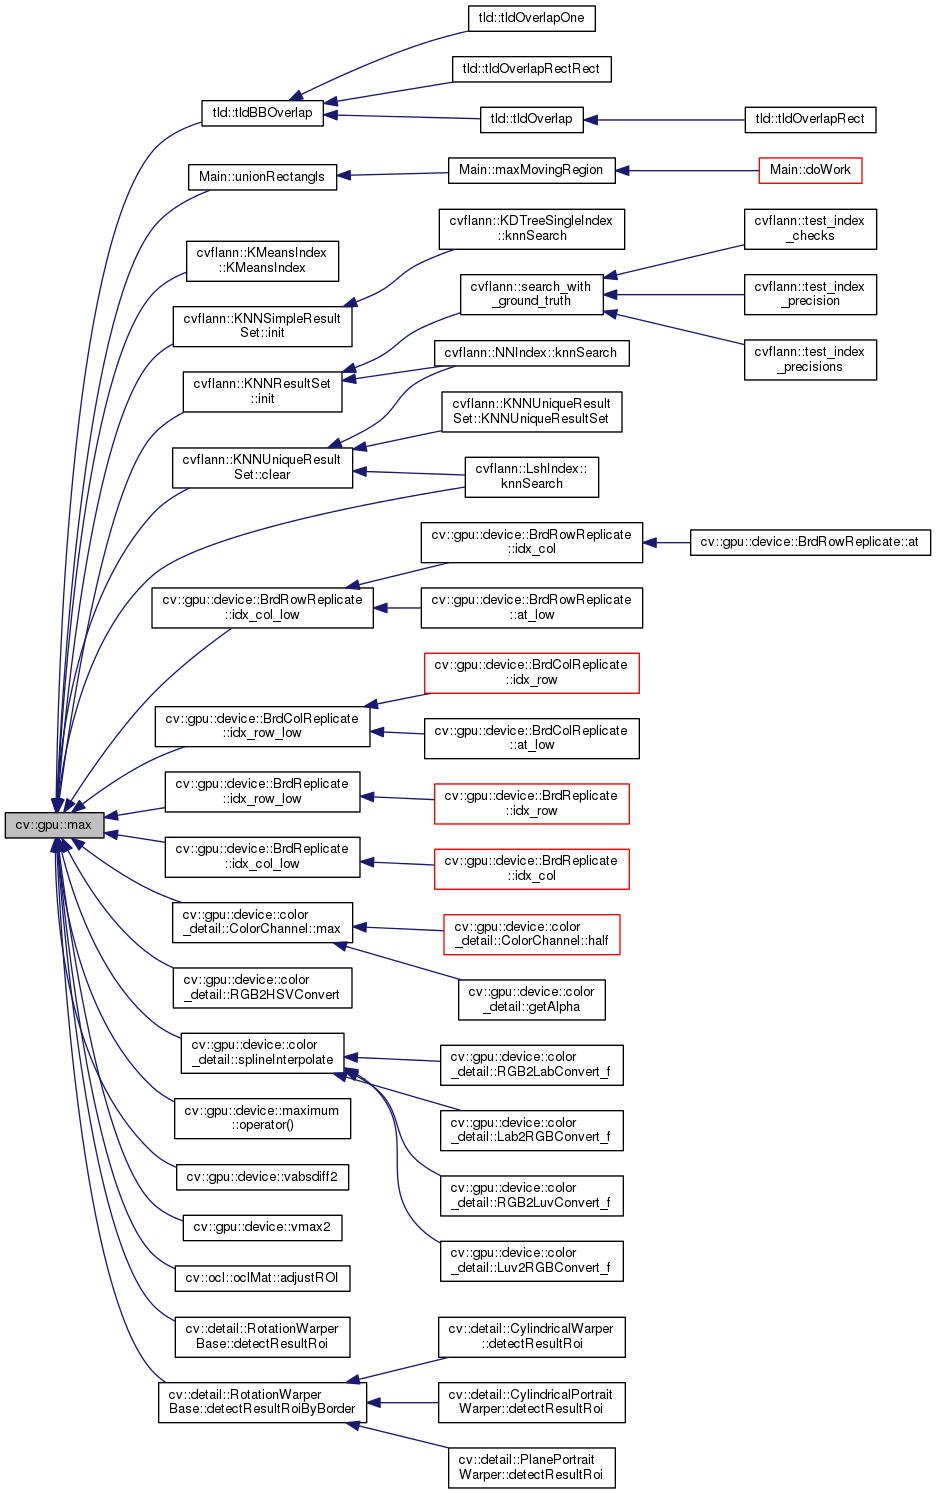 tld::tldOverlapOne
tld::tldOverlapRectRect
tld::tldBBOverlap
tld::tldOverlap
tld::tldOverlapRect
Main::unionRectangls
Main::maxMovingRegion
Main::doWork
cvflann::KMeansIndex
::KMeansIndex
cvflann::KDTreeSingleIndex
::knnSearch
cvflann::test_index
_checks
cvflann::KNNSimpleResult
Set::init
cvflann::search_with
_ground_truth
cvflann::test_index
_precision
cvflann::KNNResultSet
::init
cvflann::NNIndex::knnSearch
cvflann::test_index
_precisions
cvflann::KNNUniqueResult
Set::KNNUniqueResultSet
cvflann::KNNUniqueResult
Set::clear
cvflann::LshIndex::
knnSearch
cv::gpu::device::BrdRowReplicate
::idx_col
cv::gpu::device::BrdRowReplicate::at
cv::gpu::device::BrdRowReplicate
::idx_col_low
cv::gpu::device::BrdRowReplicate
::at_low
cv::gpu::device::BrdColReplicate
::idx_row
cv::gpu::device::BrdColReplicate
::idx_row_low
cv::gpu::device::BrdColReplicate
::at_low
cv::gpu::device::BrdReplicate
::idx_row_low
cv::gpu::device::BrdReplicate
::idx_row
cv::gpu::max
cv::gpu::device::BrdReplicate
::idx_col_low
cv::gpu::device::BrdReplicate
::idx_col
cv::gpu::device::color
_detail::ColorChannel::max
cv::gpu::device::color
_detail::ColorChannel::half
cv::gpu::device::color
_detail::RGB2HSVConvert
cv::gpu::device::color
_detail::getAlpha
cv::gpu::device::color
_detail::splineInterpolate
cv::gpu::device::color
_detail::RGB2LabConvert_f
cv::gpu::device::maximum
::operator()
cv::gpu::device::color
_detail::Lab2RGBConvert_f
cv::gpu::device::vabsdiff2
cv::gpu::device::color
_detail::RGB2LuvConvert_f
cv::gpu::device::vmax2
cv::gpu::device::color
_detail::Luv2RGBConvert_f
cv::ocl::oclMat::adjustROI
cv::detail::RotationWarper
Base::detectResultRoi
cv::detail::CylindricalWarper
::detectResultRoi
cv::detail::RotationWarper
Base::detectResultRoiByBorder
cv::detail::CylindricalPortrait
Warper::detectResultRoi
cv::detail::PlanePortrait
Warper::detectResultRoi